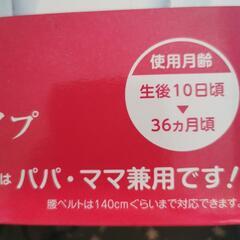 使用月齢
生後10日頃
▼
36ヵ月頃
イプ
は パパ・ママ兼用です!
腰ベルトは140cmぐらいまで対応できます。